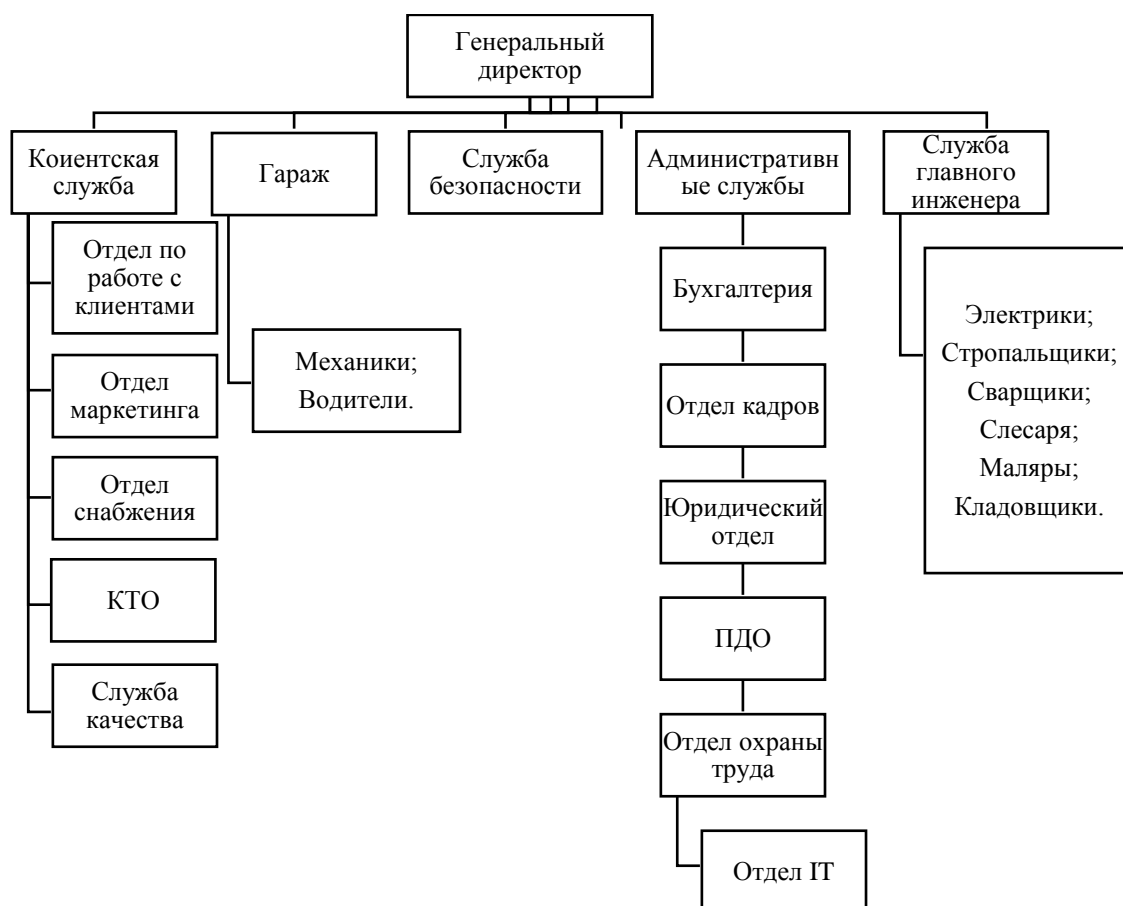 Генеральный
директор
Коиентская
служба
Гараж
Служба
безопасности
Административн
ые службы
Служба
главного
инженера
Отдел по
работе с
клиентами
Отдел
маркетинга
Отдел
снабжения
КТО
Служба
качества
Механики;
Водители.
Бухгалтерия
Отдел кадров
Юридический
отдел
ПДО
Отдел охраны
труда
Отдел IT
Электрики;
Стропальщики;
Сварщики;
Слесаря;
Маляры;
Кладовщики.